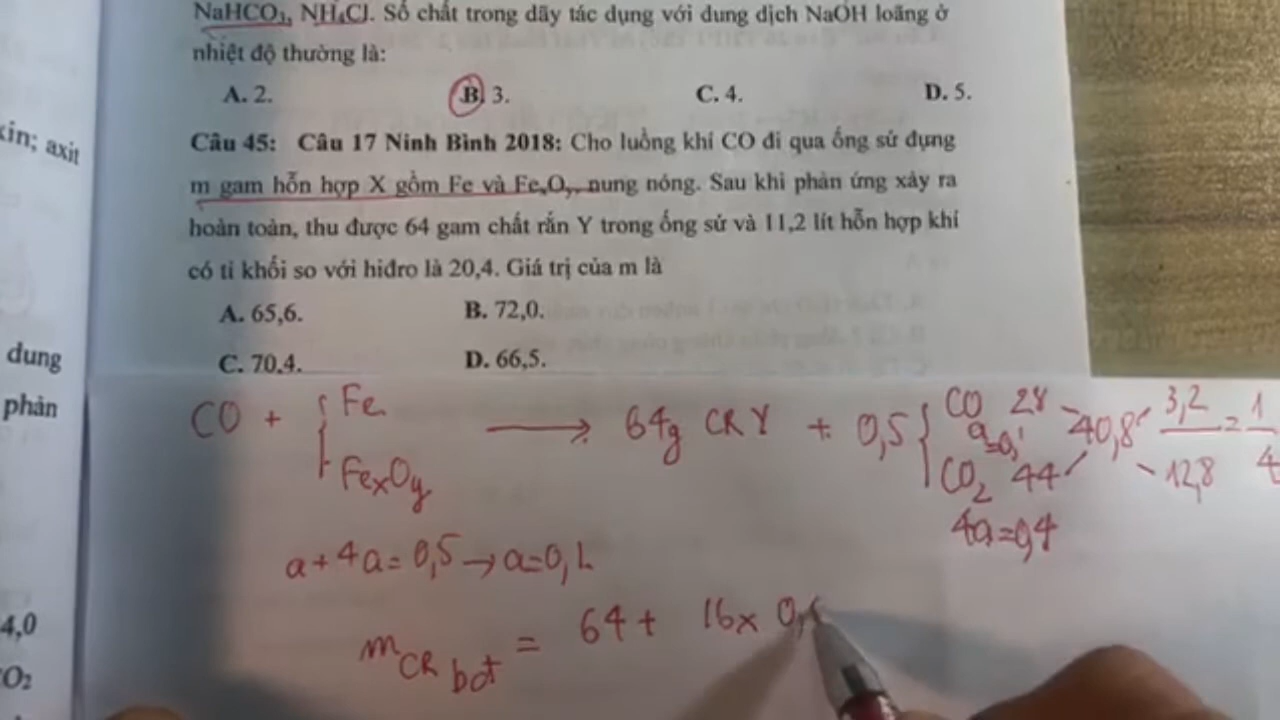 NaHCO₃, NH₄Cl. Số chất trong dãy tác dụng với dung dịch NaOH loãng ở
nhiệt độ thường là:
A. 2. B. 3. C. 4. D. 5.
Câu 45: Câu 17 Ninh Bình 2018: Cho luồng khí CO đi qua ống sứ đựng
m gam hỗn hợp X gồm Fe và FeₓOᵧ, nung nóng. Sau khi phản ứng xảy ra
hoàn toàn, thu được 64 gam chất rắn Y trong ống sứ và 11,2 lít hỗn hợp khí
có tỉ khối so với hiđro là 20,4. Giá trị của m là
A. 65,6. B. 72,0.
C. 70,4. D. 66,5.
xin; axit
dung
phản
4,0
O₂
CO + { Fe FeₓOᵧ ⟶ 64g CR Y + 0,5 { CO 28 40,8 3,2 = 1/4
a=0,1
CO₂ 44 12,8
4a=0,4
a + 4a = 0,5 → a=0,1
m CR bđ = 64 + 16 x 0,